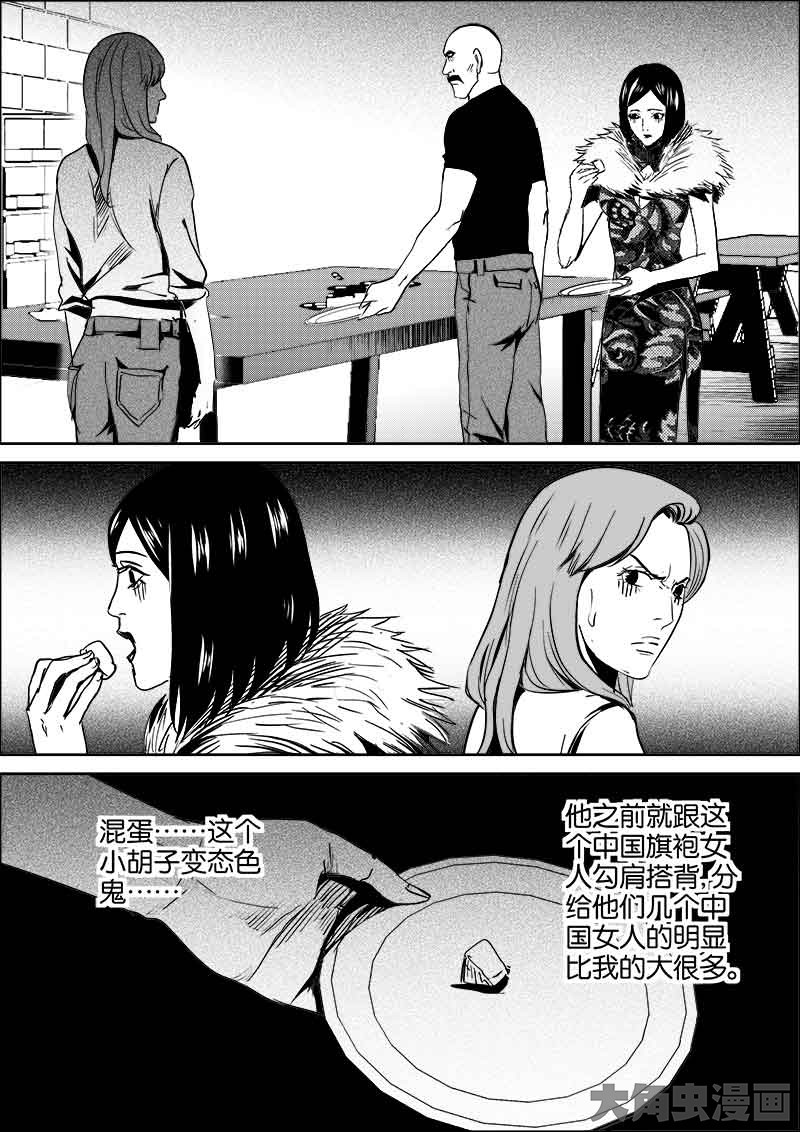 混蛋……这个
小胡子变态色
鬼……
他之前就跟这
个中国旗袍女
人勾肩搭背,分
给他们几个中
国女人的明显
比我的大很多。
大角虫漫画